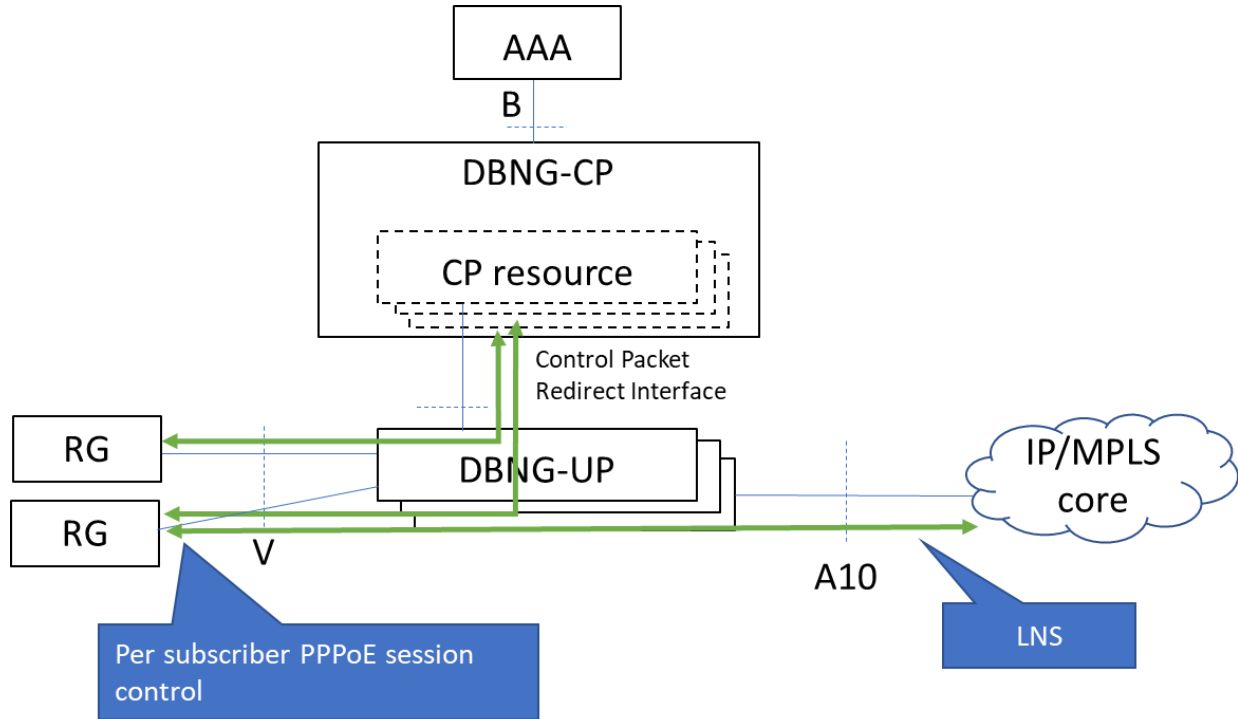 AAA
B
DBNG-CP
CP resource
Control Packet
Redirect Interface
RG
DBNG-UP
IP/MPLS
core
RG
V
A10
Per subscriber PPPoE session
control
LNS